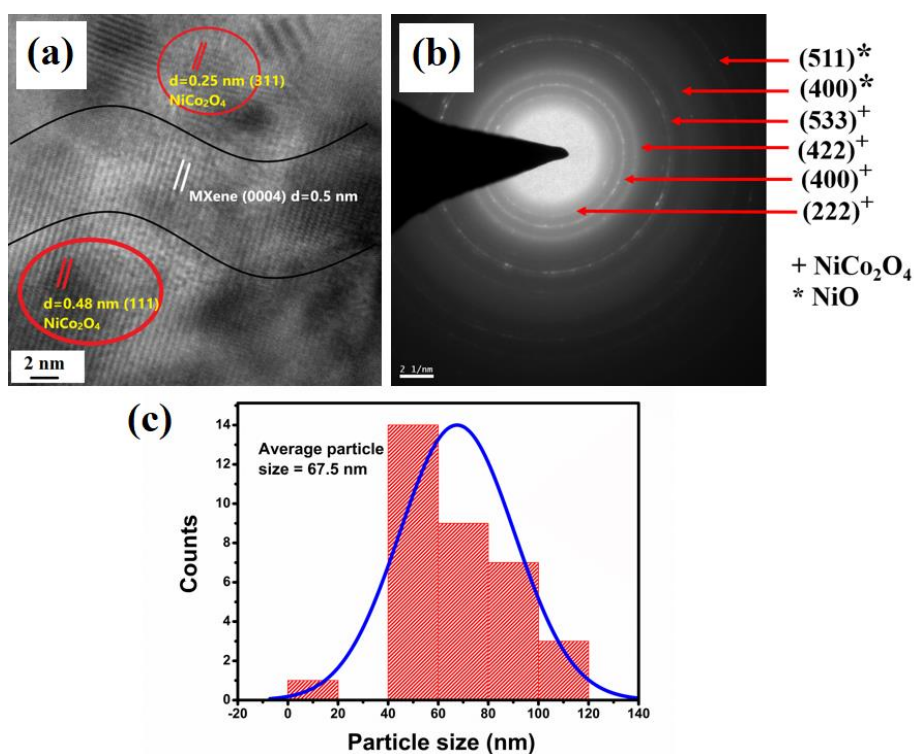 (a)
d=0.25 nm (311)
NiCo₂O₄
MXene (0004) d=0.5 nm
d=0.48 nm (111)
NiCo₂O₄
2 nm
(b)
(511)*
(400)*
(533)⁺
(422)⁺
(400)⁺
(222)⁺
+ NiCo₂O₄
* NiO
2 1/nm
(c)
Average particle
size = 67.5 nm
Counts
14
12
10
8
6
4
2
0
-20 0 20 40 60 80 100 120 140
Particle size (nm)